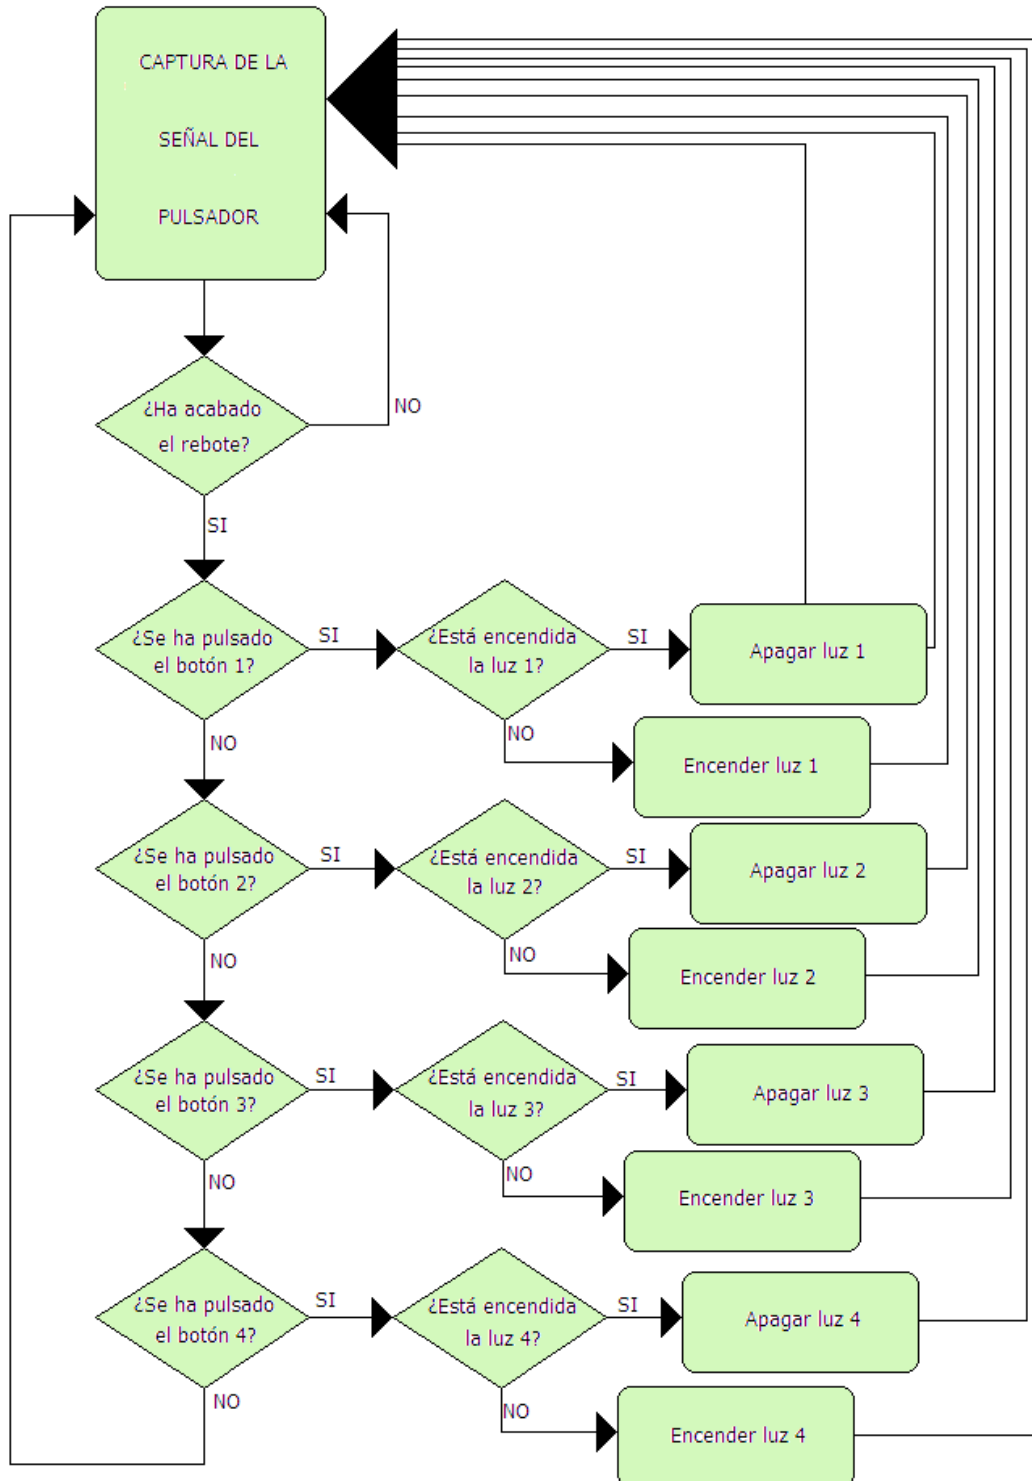 CAPTURA DE LA
SEÑAL DEL
PULSADOR
¿Ha acabado
el rebote?
NO
SI
¿Se ha pulsado
el botón 1?
SI
¿Está encendida
la luz 1?
SI
Apagar luz 1
NO
Encender luz 1
NO
¿Se ha pulsado
el botón 2?
SI
¿Está encendida
la luz 2?
SI
Apagar luz 2
NO
Encender luz 2
NO
¿Se ha pulsado
el botón 3?
SI
¿Está encendida
la luz 3?
SI
Apagar luz 3
NO
Encender luz 3
NO
¿Se ha pulsado
el botón 4?
SI
¿Está encendida
la luz 4?
SI
Apagar luz 4
NO
Encender luz 4
NO